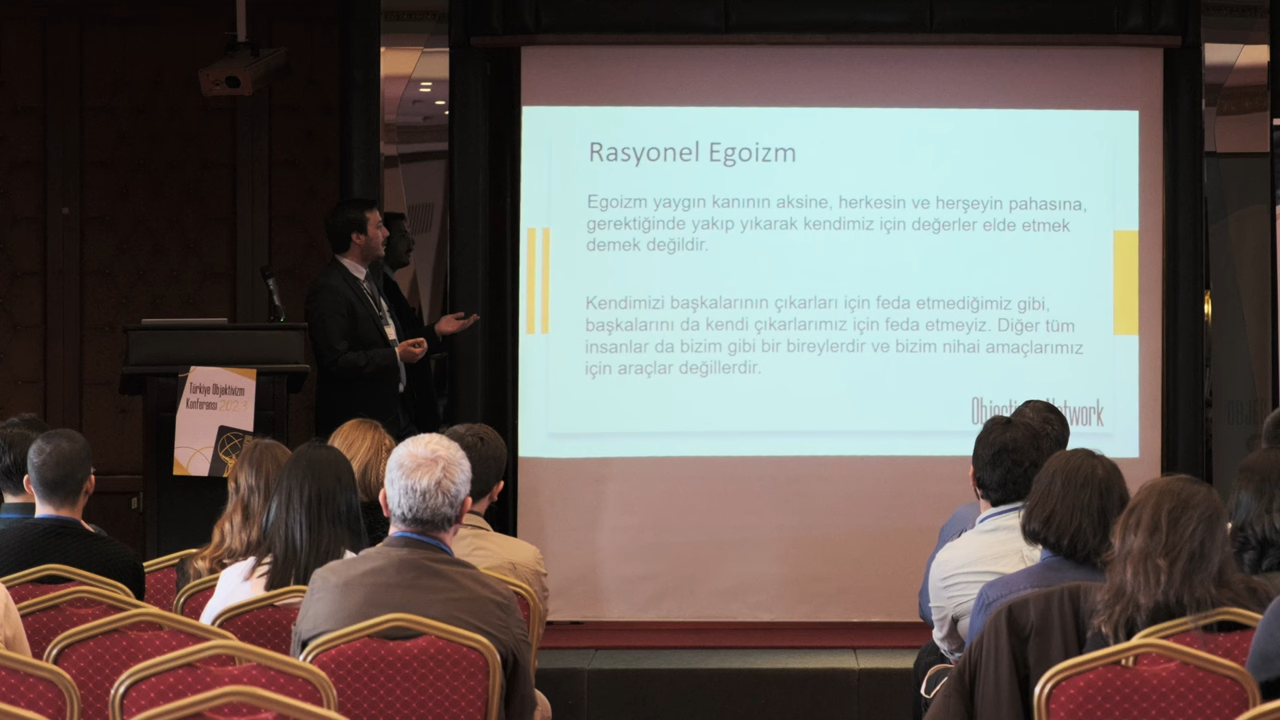 Rasyonel Egoizm
Egoizm yaygın kanının aksine, herkesin ve herşeyin pahasına,
gerektiğinde yakıp yıkarak kendimiz için değerler elde etmek
demek değildir.
Kendimizi başkalarının çıkarları için feda etmediğimiz gibi,
başkalarını da kendi çıkarlarımız için feda etmeyiz. Diğer tüm
insanlar da bizim gibi bir bireylerdir ve bizim nihai amaçlarımız
için araçlar değillerdir.
Türkiye Objektivizm
Konferansı 2023